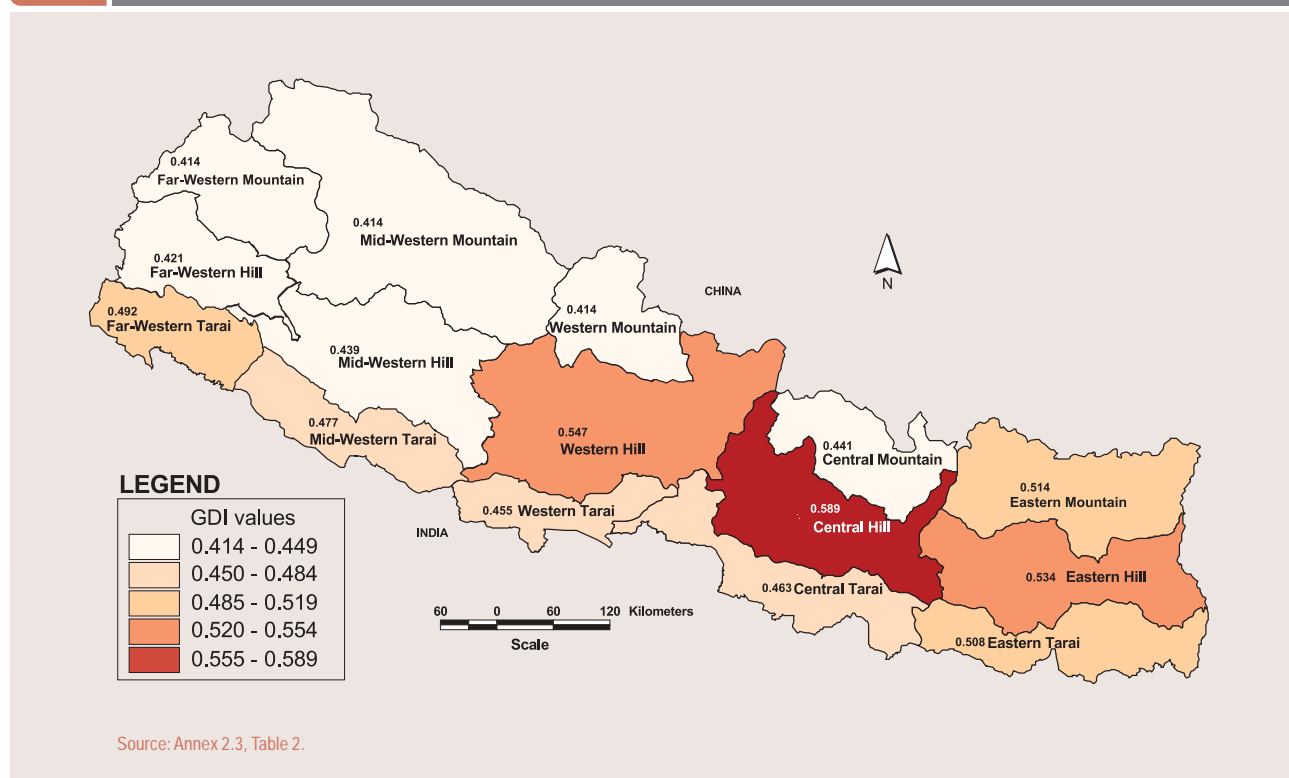 0.414
Far-Western Mountain
0.414
Mid-Western Mountain
0.421
Far-Western Hill
CHINA
N
0.492
Far-Western Tarai
0.414
Western Mountain
0.439
Mid-Western Hill
0.477
Mid-Western Tarai
0.547
Western Hill
0.441
Central Mountain
0.514
Eastern Mountain
0.455 Western Tarai
0.589
Central Hill
INDIA
0.534 Eastern Hill
0.463 Central Tarai
0.508 Eastern Tarai
LEGEND
GDI values
0.414 - 0.449
0.450 - 0.484
0.485 - 0.519
0.520 - 0.554
0.555 - 0.589
60 0 60 120 Kilometers
Scale
Source: Annex 2.3, Table 2.